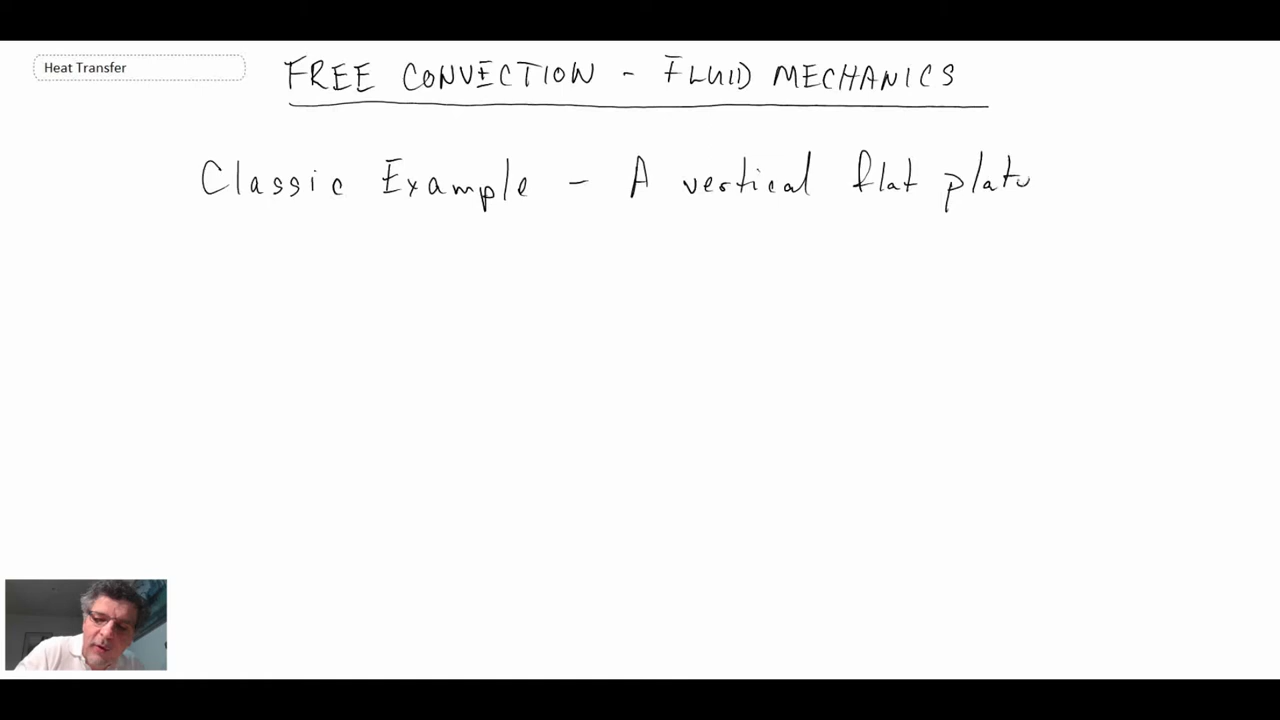 Heat Transfer
FREE CONVECTION - FLUID MECHANICS
Classic Example - A vertical flat plate